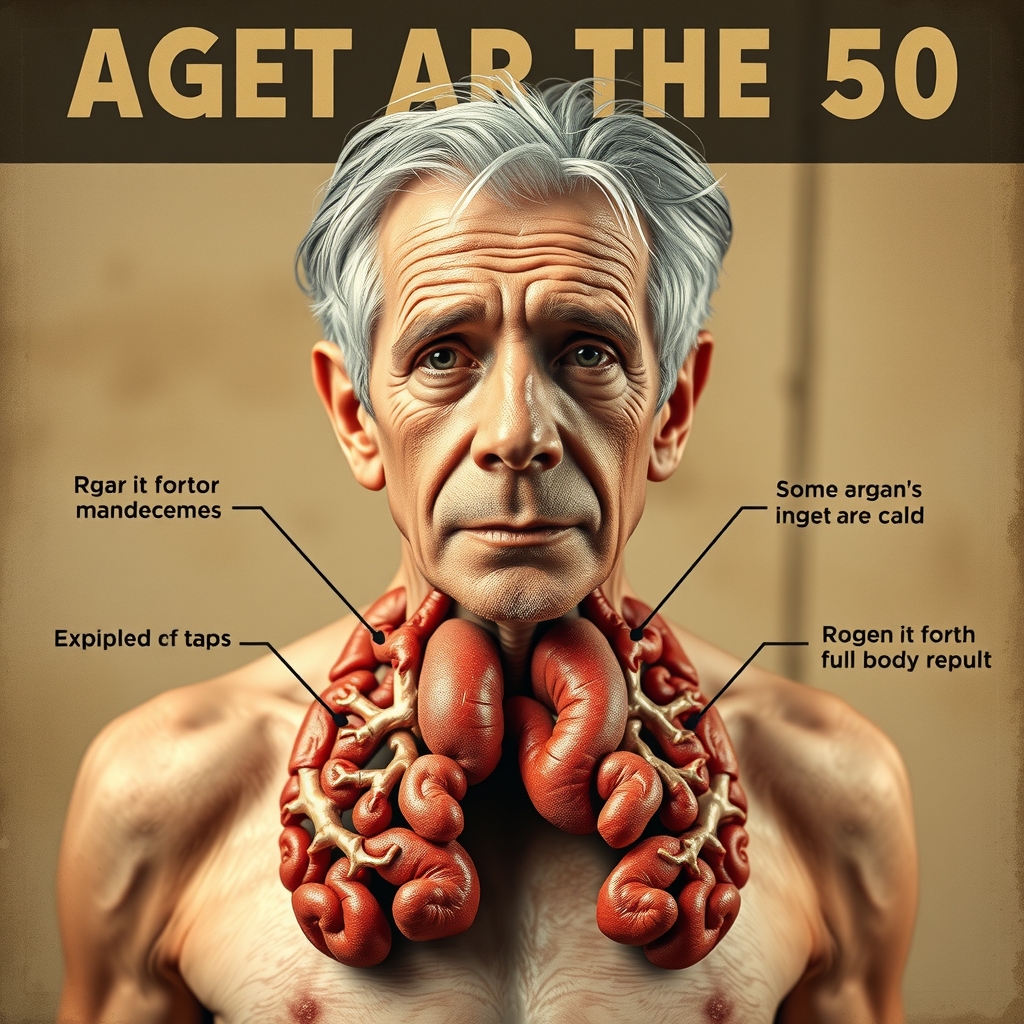 AGET AR THE 50
Rgar it fortor
mandecemes
Some argan's
inget are cald
Expipled cf taps
Rogen it forth
full body repult